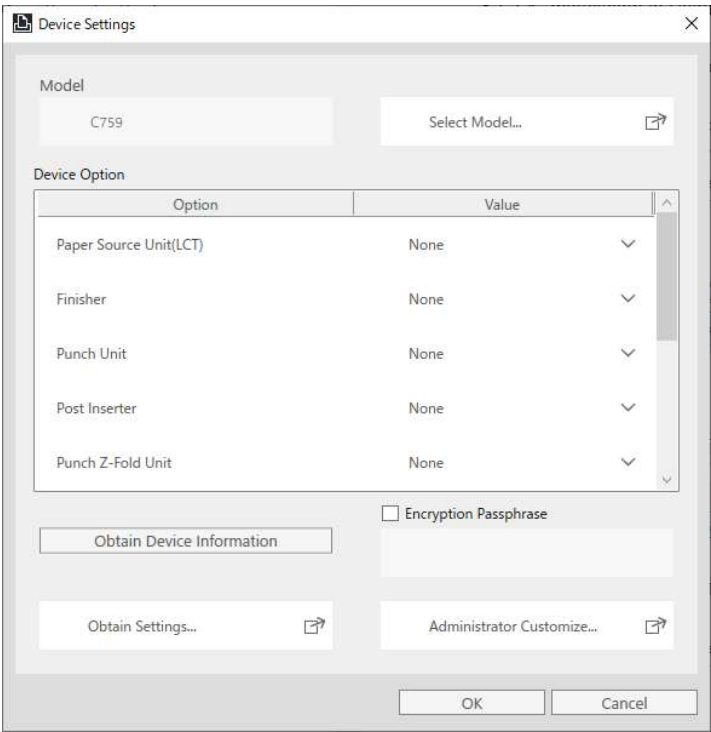 Device Settings
Model
C759
Select Model...
Device Option
Option Value
Paper Source Unit(LCT) None
Finisher None
Punch Unit None
Post Inserter None
Punch Z-Fold Unit None
Encryption Passphrase
Obtain Device Information
Obtain Settings...
Administrator Customize...
OK
Cancel